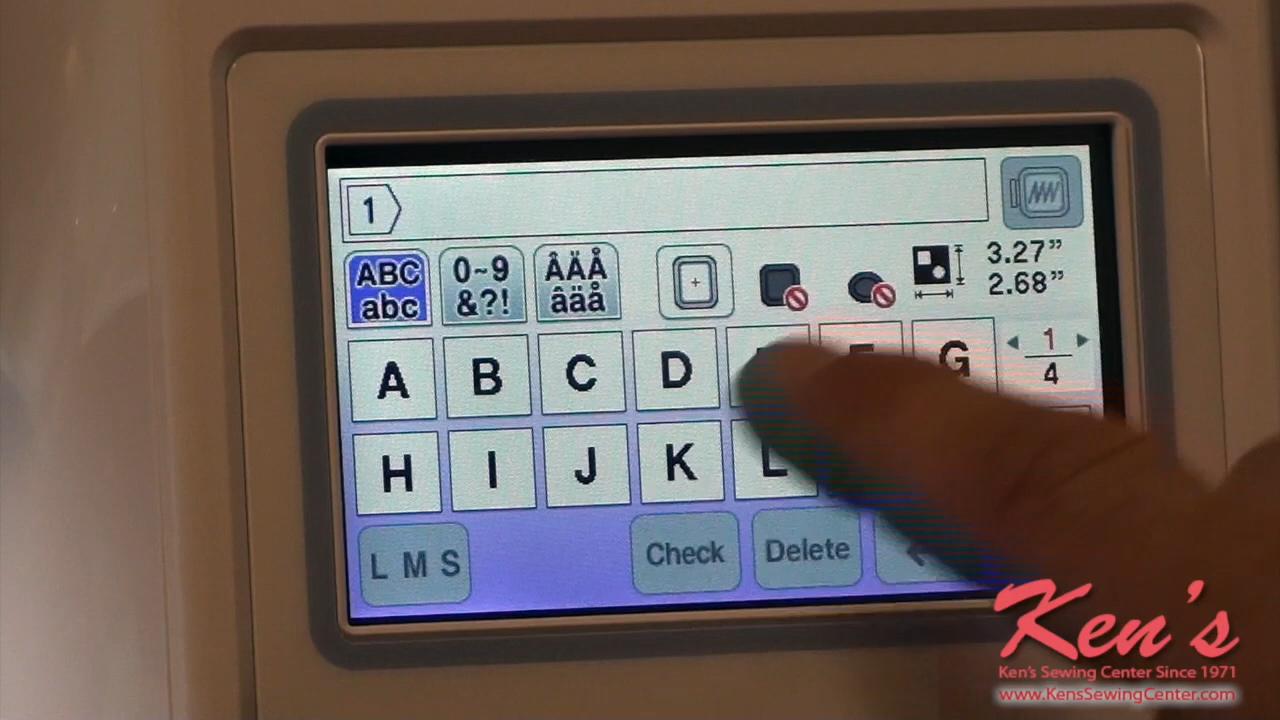 1
ABC
abc
0~9
&?!
ÂÄÅ
âäå
3.27"
2.68"
A B C D F G
1
4
H I J K L
L M S
Check
Delete
Ken's
Ken's Sewing Center Since 1971
www.KensSewingCenter.com